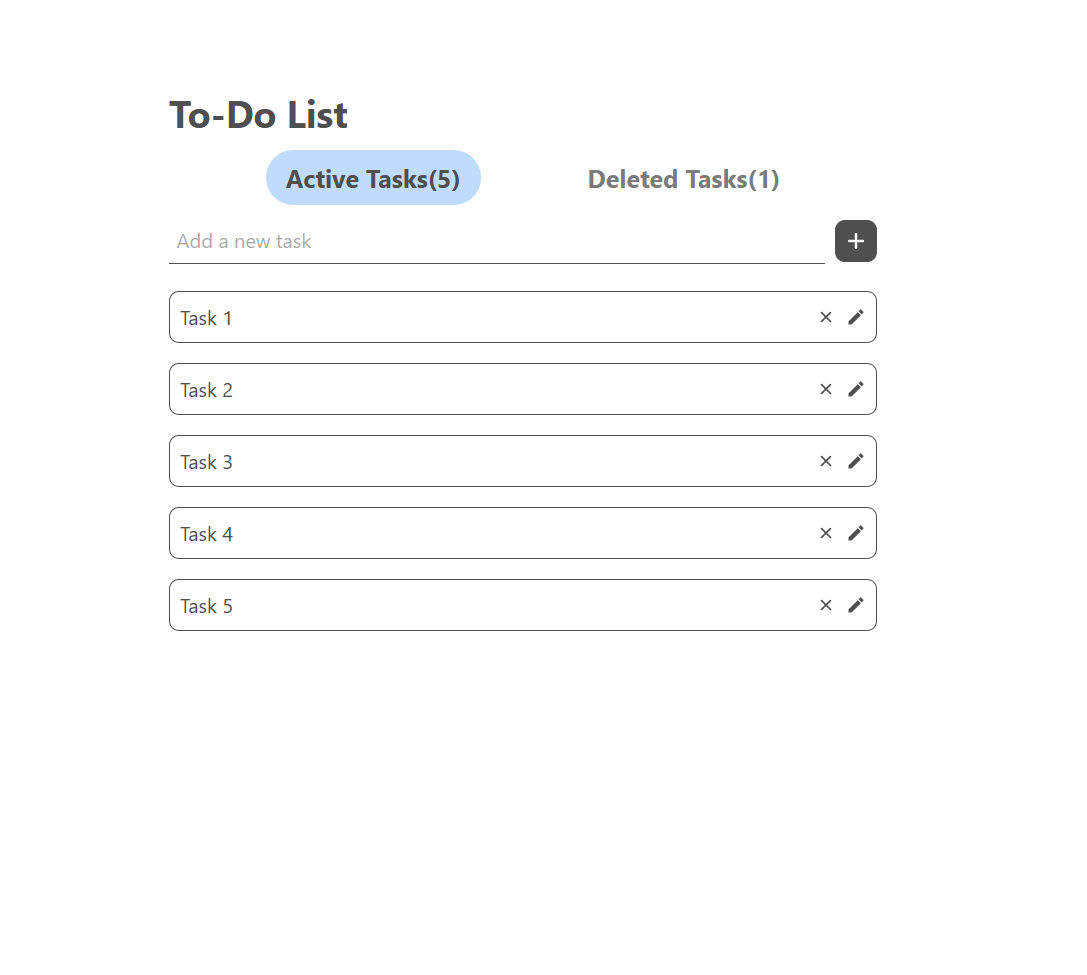 To-Do List
Active Tasks(5) Deleted Tasks(1)
Add a new task
Task 1
Task 2
Task 3
Task 4
Task 5